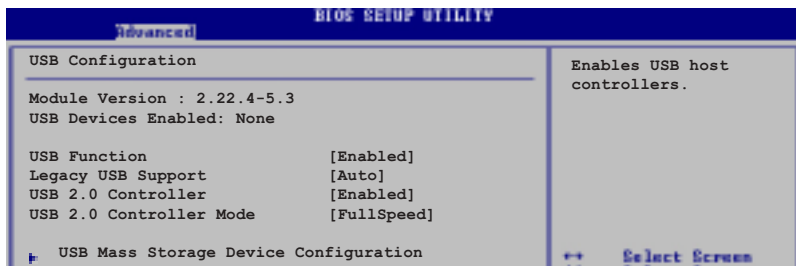 BIOS SETUP UTILITY
Advanced
USB Configuration
Module Version : 2.22.4-5.3
USB Devices Enabled: None
USB Function [Enabled]
Legacy USB Support [Auto]
USB 2.0 Controller [Enabled]
USB 2.0 Controller Mode [FullSpeed]
USB Mass Storage Device Configuration
Enables USB host
controllers.
Select Screen